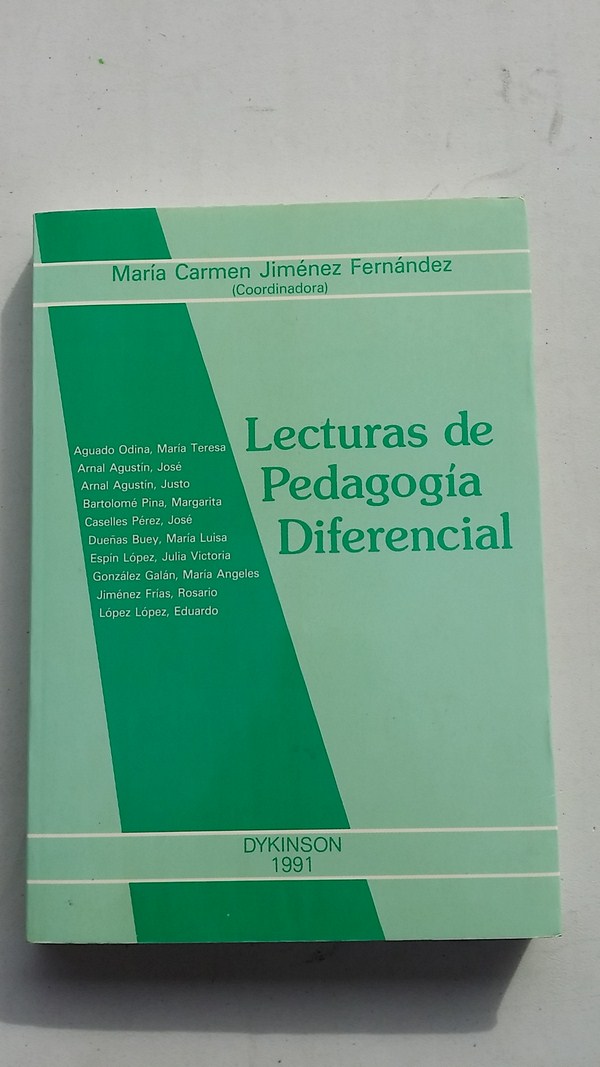 María Carmen Jiménez Fernández
(Coordinadora)
Lecturas de
Pedagogía
Diferencial
Aguado Odina, María Teresa
Arnal Agustín, José
Arnal Agustín, Justo
Bartolomé Pina, Margarita
Caselles Pérez, José
Dueñas Buey, María Luisa
Espín López, Julia Victoria
González Galán, María Angeles
Jiménez Frías, Rosario
López López, Eduardo
DYKINSON
1991